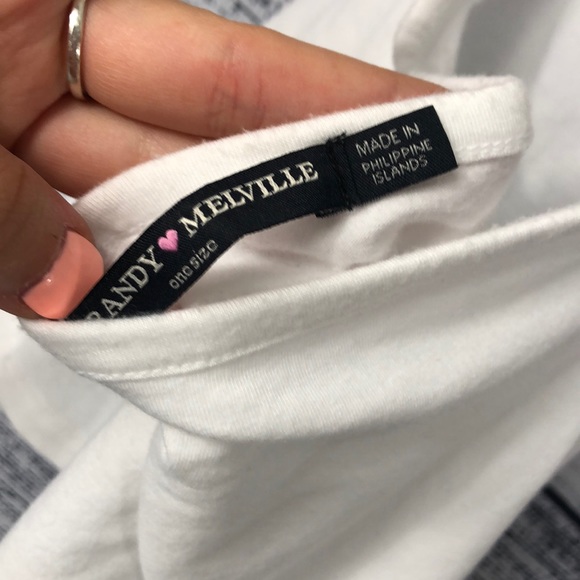 RANDY ♥ MELVILLE
one size
MADE IN
PHILIPPINE
ISLANDS